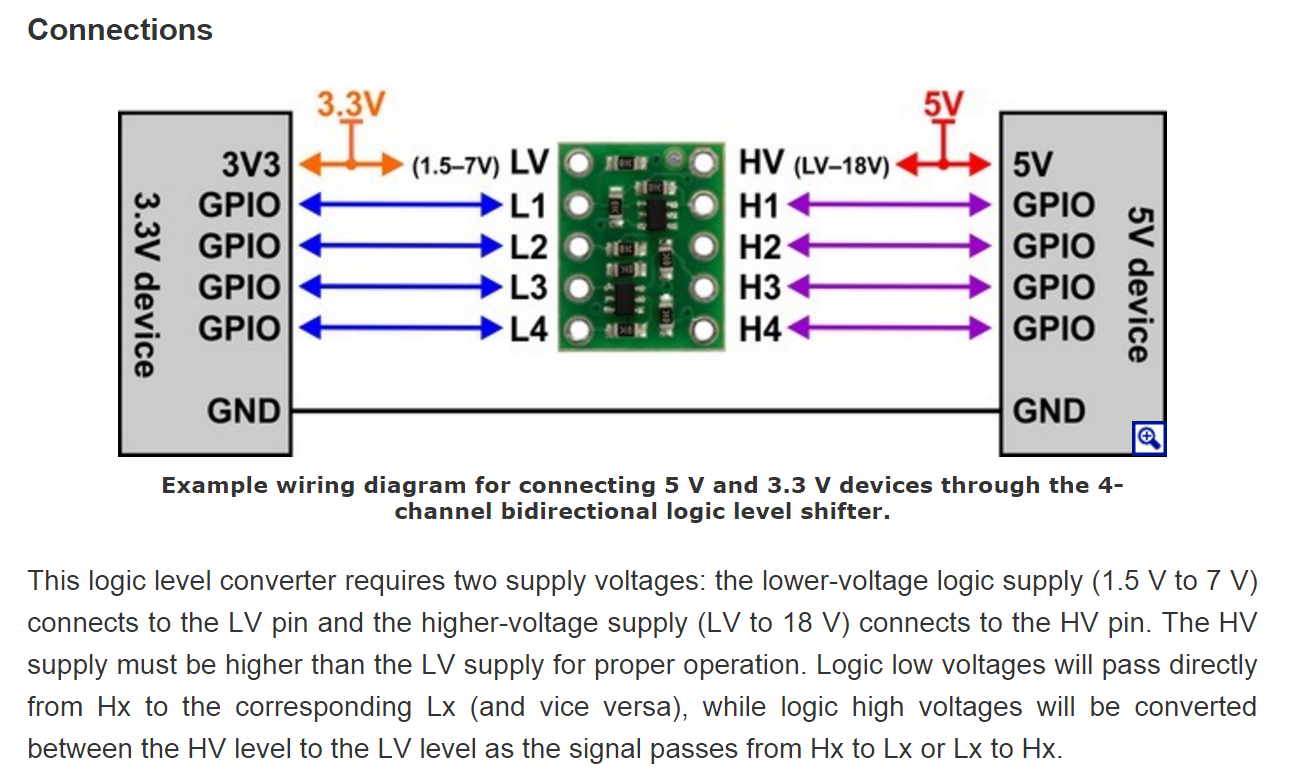 Connections
3.3V 5V
3V3 (1.5–7V) LV HV (LV–18V) 5V
GPIO L1 H1 GPIO
GPIO L2 H2 GPIO
GPIO L3 H3 GPIO
GPIO L4 H4 GPIO
3.3V device
5V device
GND GND
Example wiring diagram for connecting 5 V and 3.3 V devices through the 4-
channel bidirectional logic level shifter.
This logic level converter requires two supply voltages: the lower-voltage logic supply (1.5 V to 7 V)
connects to the LV pin and the higher-voltage supply (LV to 18 V) connects to the HV pin. The HV
supply must be higher than the LV supply for proper operation. Logic low voltages will pass directly
from Hx to the corresponding Lx (and vice versa), while logic high voltages will be converted
between the HV level to the LV level as the signal passes from Hx to Lx or Lx to Hx.